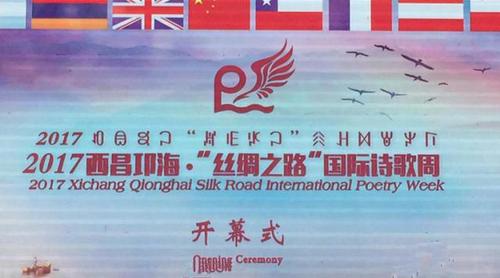 2017
2017西昌邛海·“丝绸之路”国际诗歌周
2017 Xichang Qionghai Silk Road International Poetry Week
开幕式
Opening Ceremony